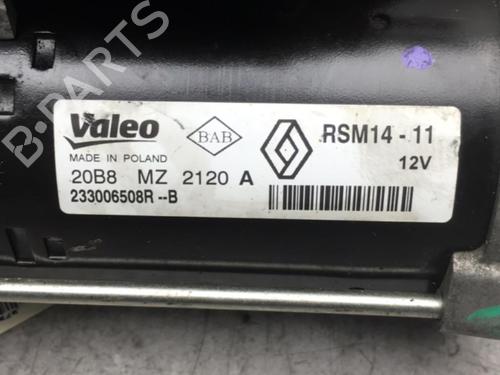 B-PARTS
Valeo
BAB
RSM14 - 11
MADE IN POLAND
12V
20B8 MZ 2120 A
233006508R --B